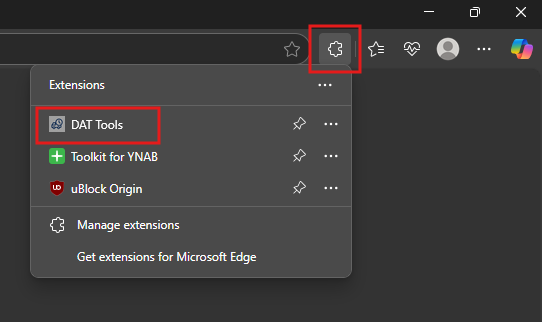 Extensions
DAT Tools
Toolkit for YNAB
uBlock Origin
Manage extensions
Get extensions for Microsoft Edge